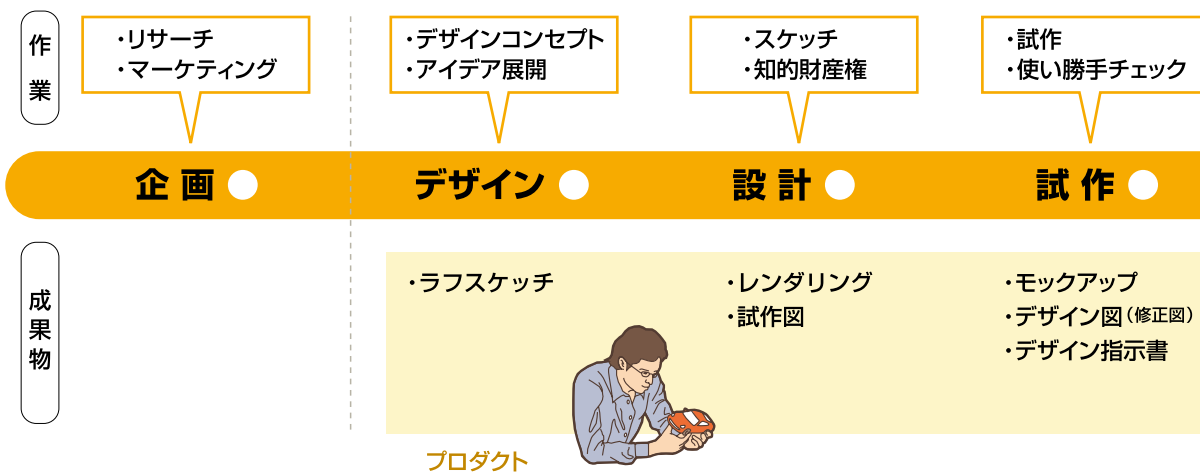 作業
・リサーチ
・マーケティング
・デザインコンセプト
・アイデア展開
・スケッチ
・知的財産権
・試作
・使い勝手チェック
企画
デザイン
設計
試作
成果物
・ラフスケッチ
・レンダリング
・試作図
・モックアップ
・デザイン図(修正図)
・デザイン指示書
プロダクト